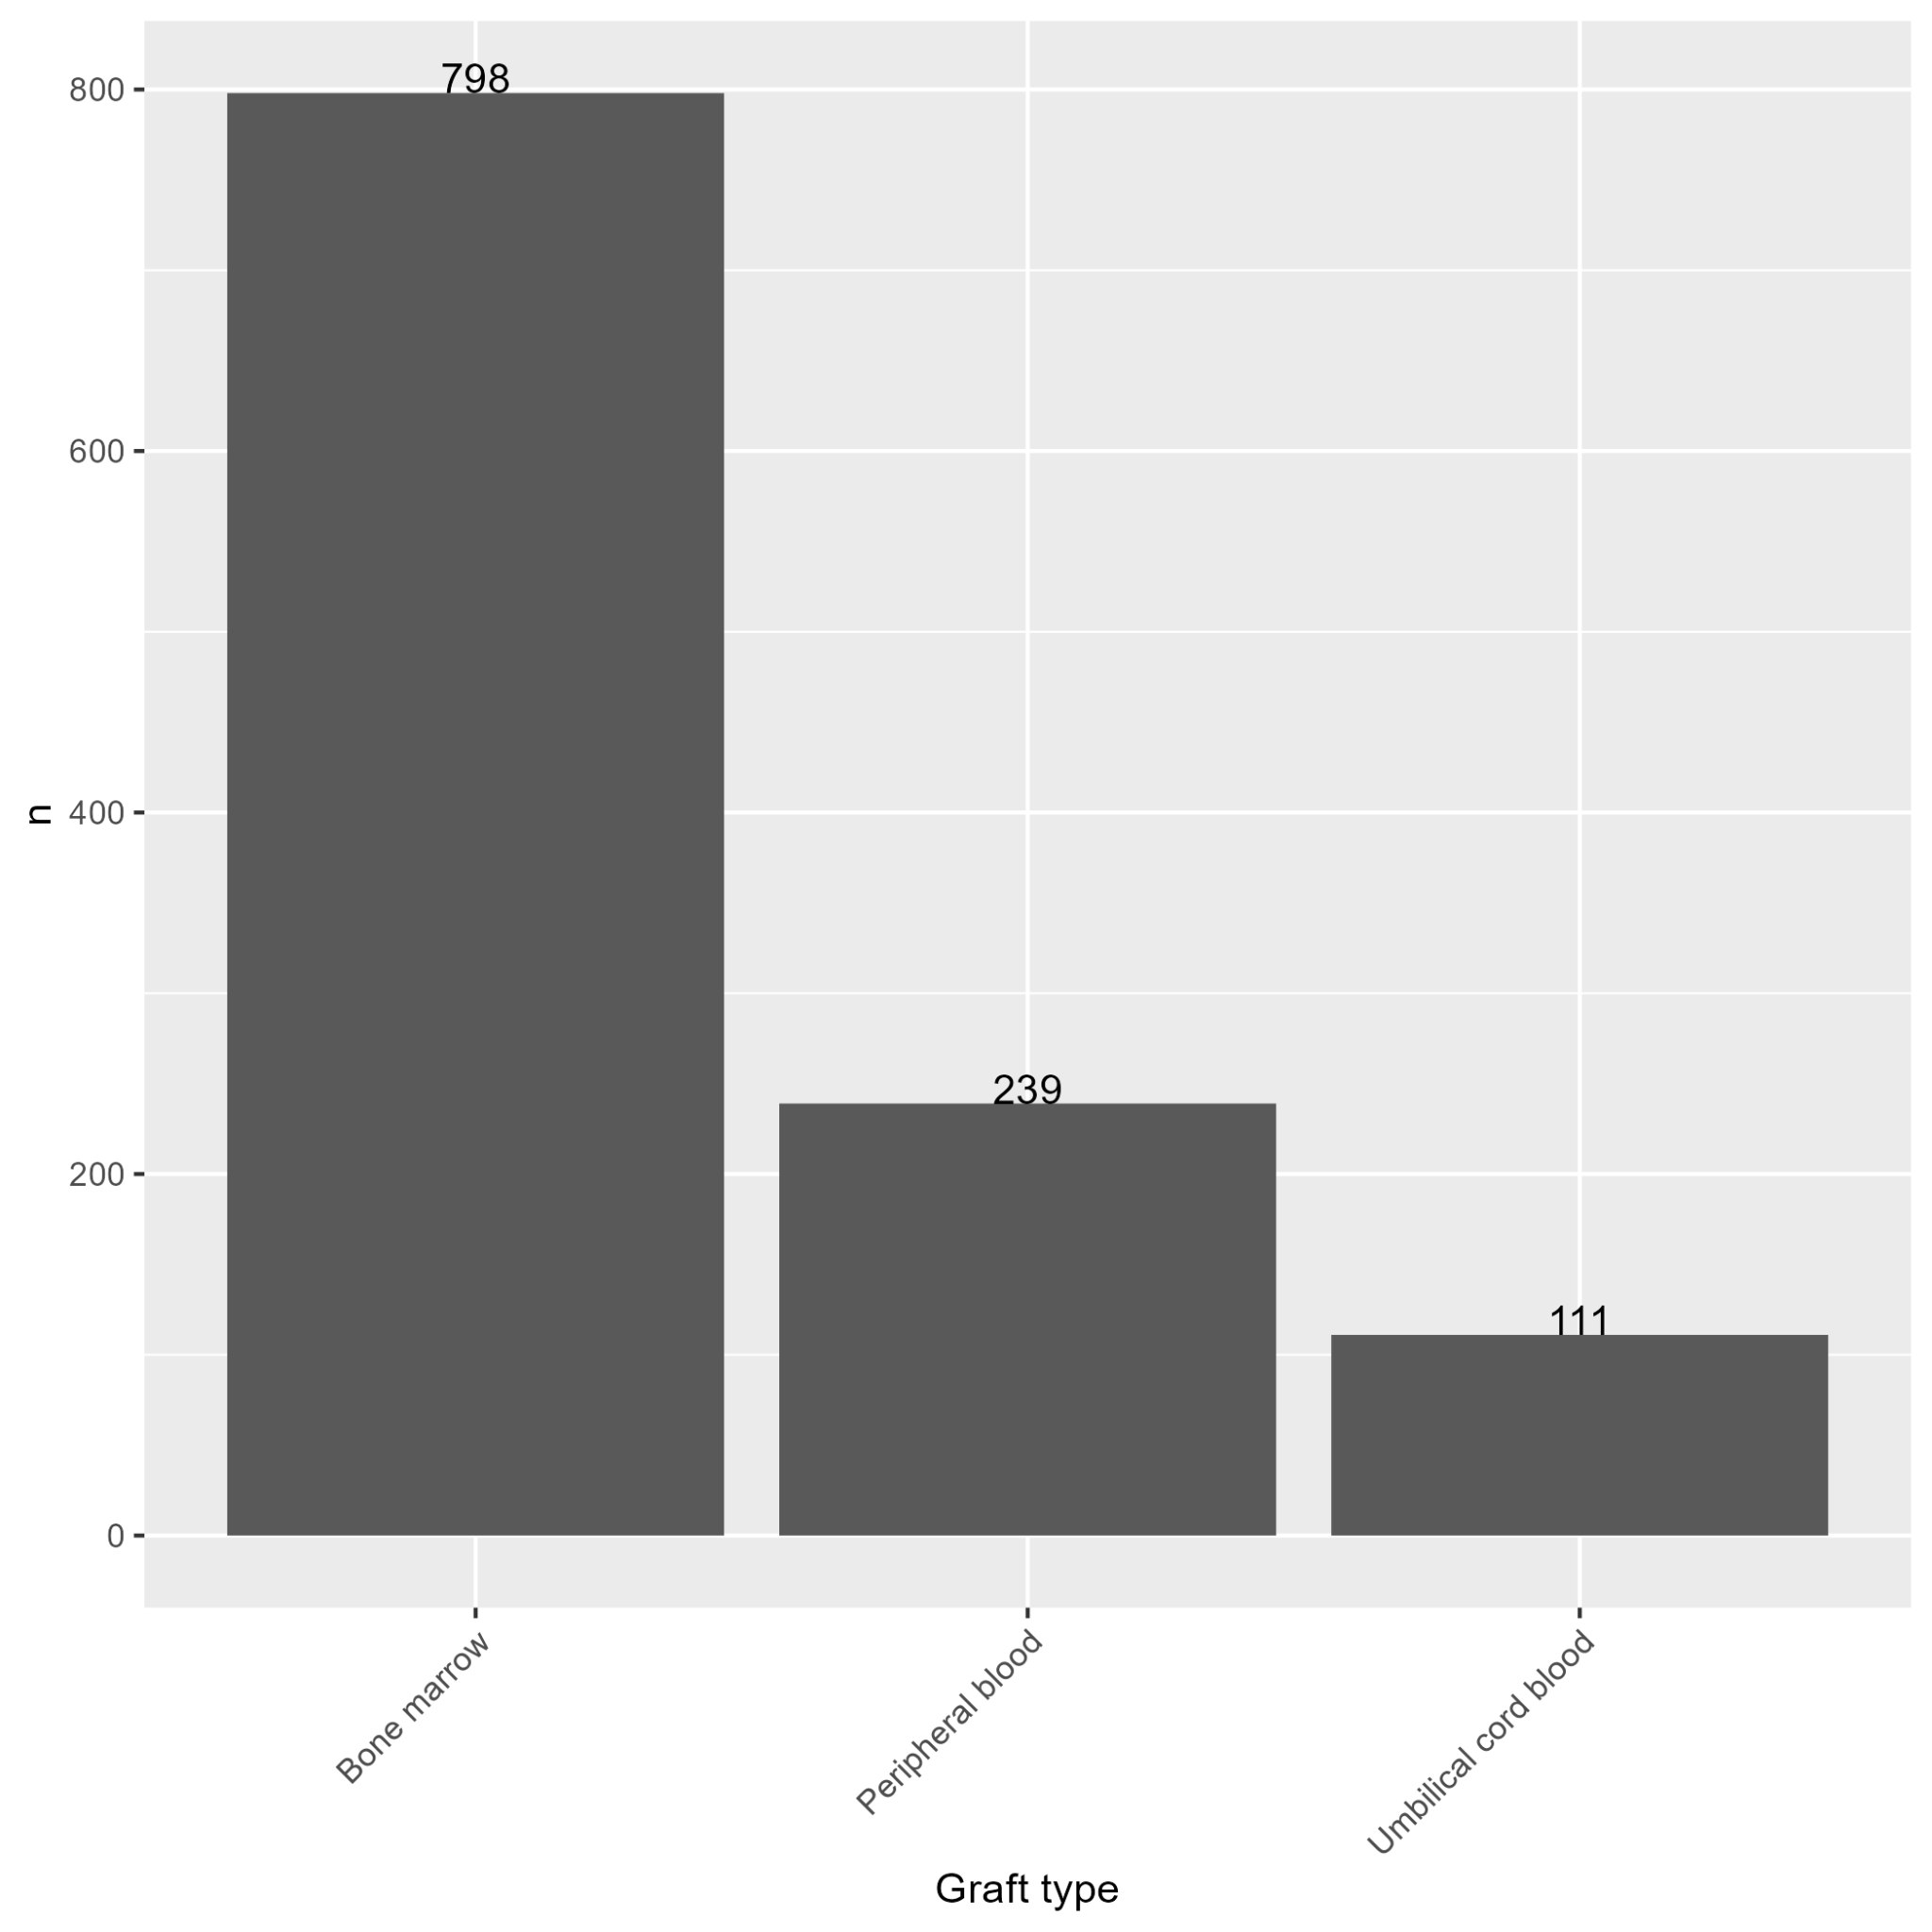 798
800
600
n
400
239
200
111
0
Bone marrow
Peripheral blood
Umbilical cord blood
Graft type